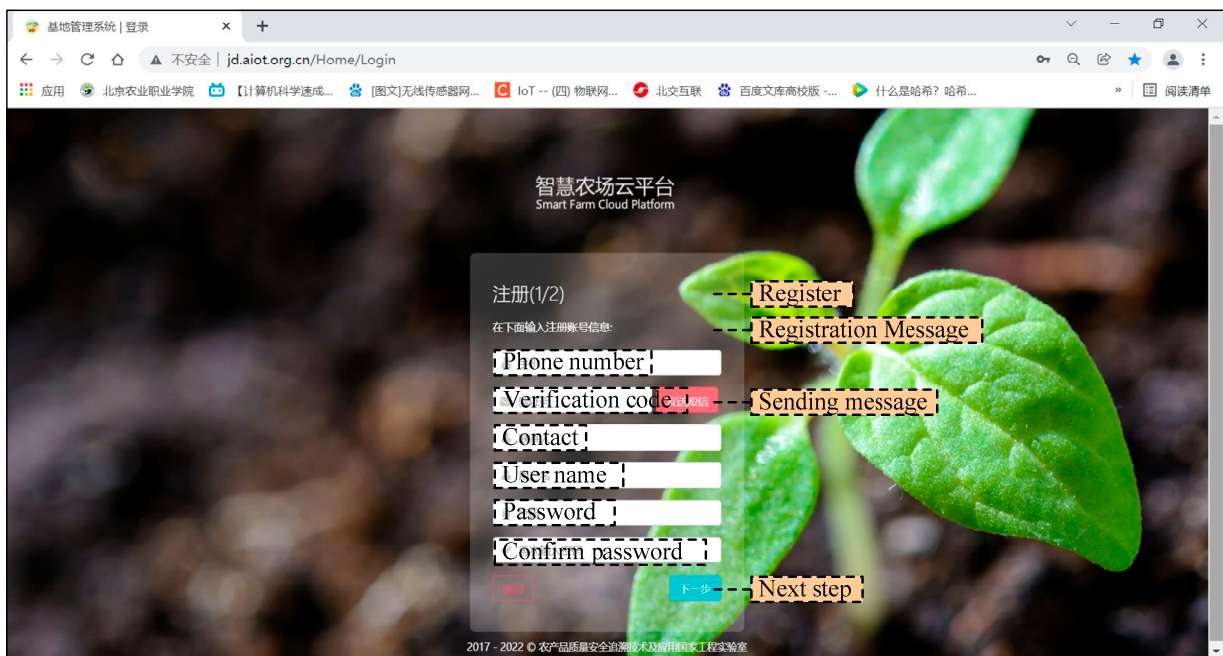 基地管理系统 | 登录
不安全 | jd.aiot.org.cn/Home/Login
应用 北京农业职业学院 【计算机科学速成... [图文]无线传感器网... IoT -- (四) 物联网... 北交互联 百度文库高校版 -... 什么是哈希？哈希... » 阅读清单
智慧农场云平台
Smart Farm Cloud Platform
注册(1/2)
Register
在下面输入注册账号信息:
Registration Message
Phone number
Verification code
发送短信
Sending message
Contact
User name
Password
Confirm password
下一步
Next step
2017 - 2022 © 农产品质量安全追溯技术及应用国家工程实验室